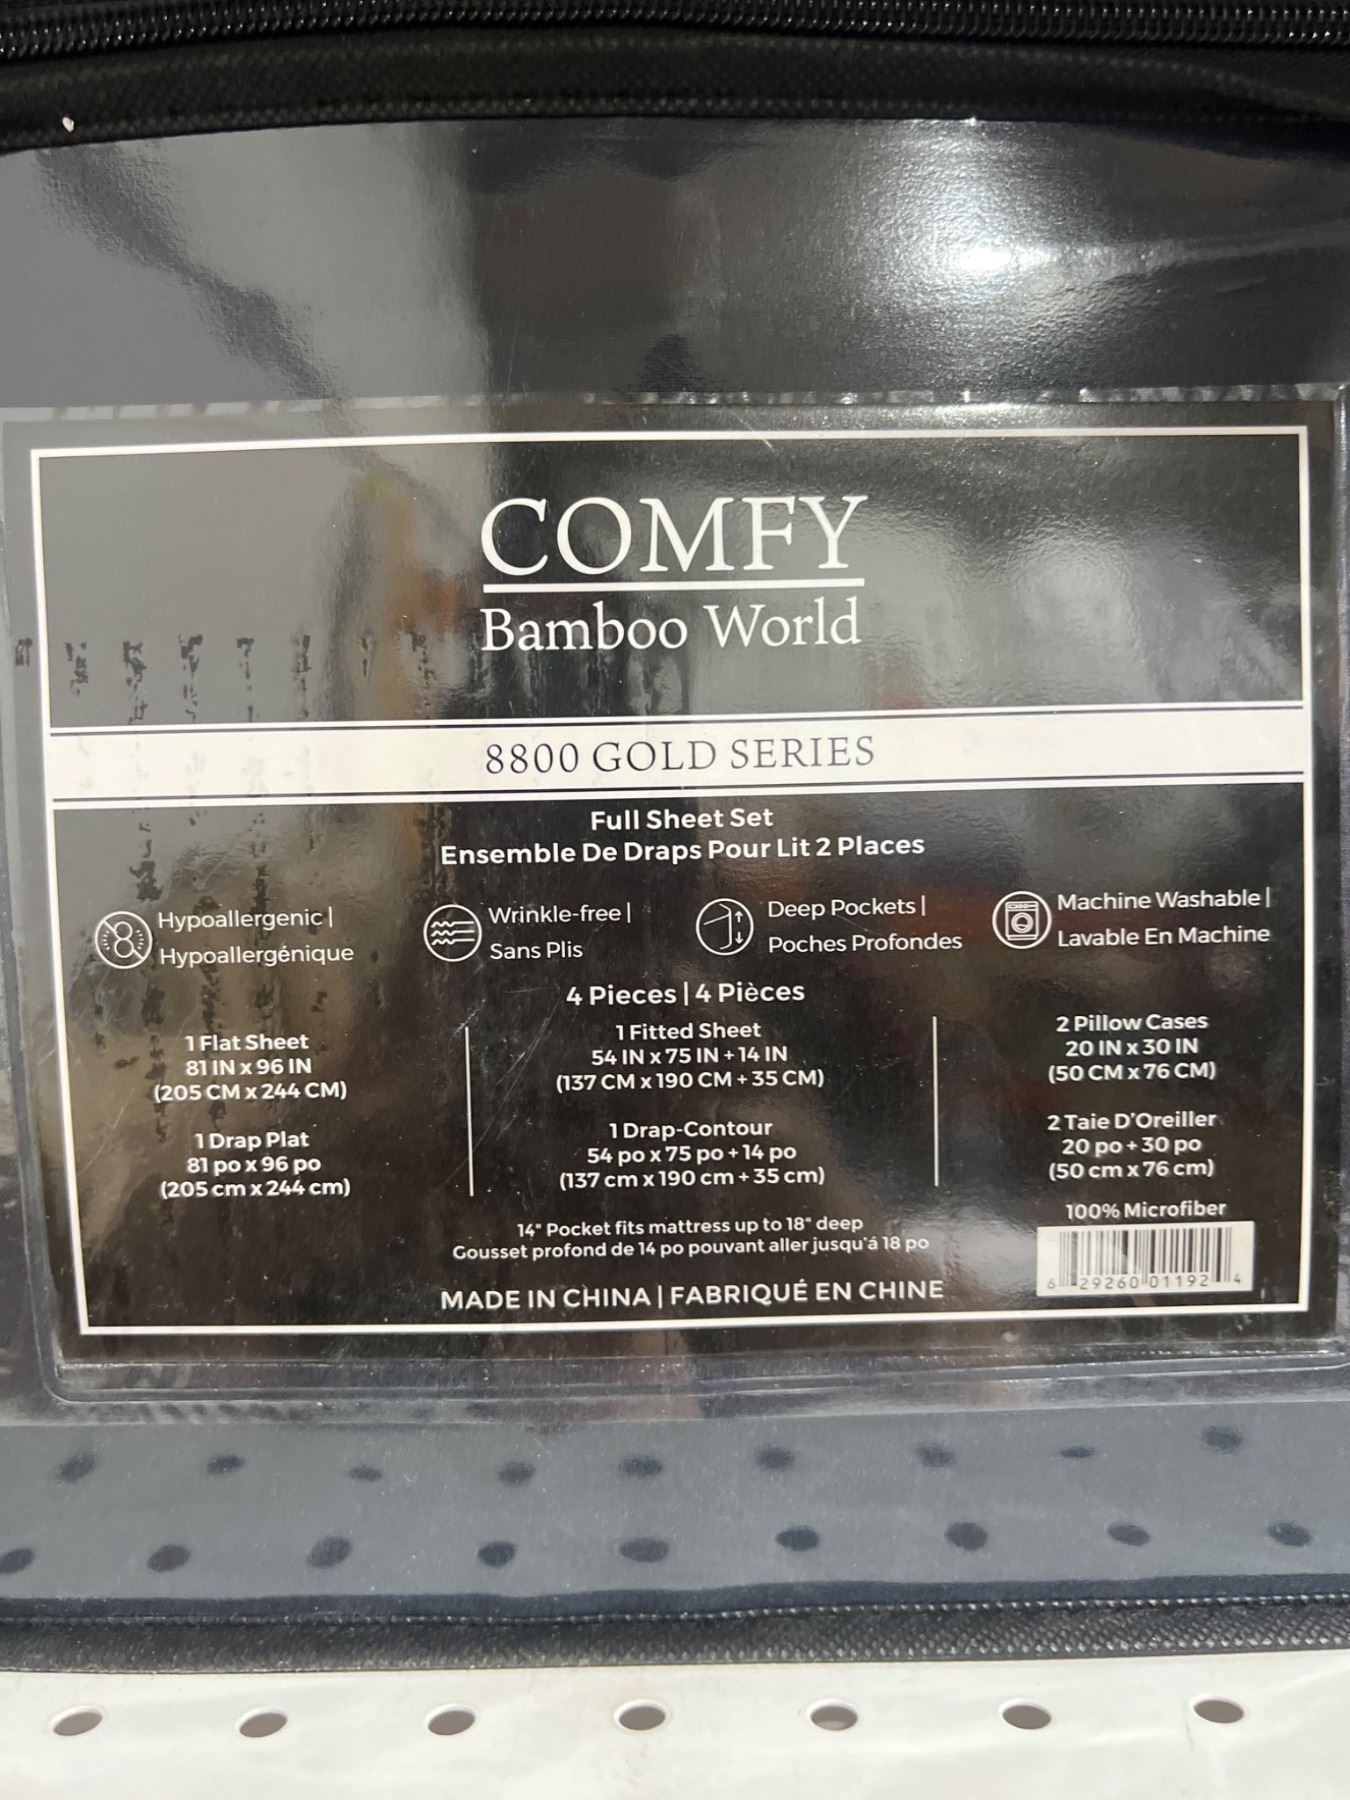 COMFY
Bamboo World
8800 GOLD SERIES
Full Sheet Set
Ensemble De Draps Pour Lit 2 Places
Hypoallergenic |
Hypoallergénique
Wrinkle-free |
Sans Plis
Deep Pockets |
Poches Profondes
Machine Washable |
Lavable En Machine
4 Pieces | 4 Pièces
1 Flat Sheet
81 IN x 96 IN
(205 CM x 244 CM)
1 Drap Plat
81 po x 96 po
(205 cm x 244 cm)
1 Fitted Sheet
54 IN x 75 IN + 14 IN
(137 CM x 190 CM + 35 CM)
1 Drap-Contour
54 po x 75 po + 14 po
(137 cm x 190 cm + 35 cm)
2 Pillow Cases
20 IN x 30 IN
(50 CM x 76 CM)
2 Taie D'Oreiller
20 po + 30 po
(50 cm x 76 cm)
14" Pocket fits mattress up to 18" deep
Gousset profond de 14 po pouvant aller jusqu'á 18 po
MADE IN CHINA | FABRIQUÉ EN CHINE
100% Microfiber
6 29260 01192 4